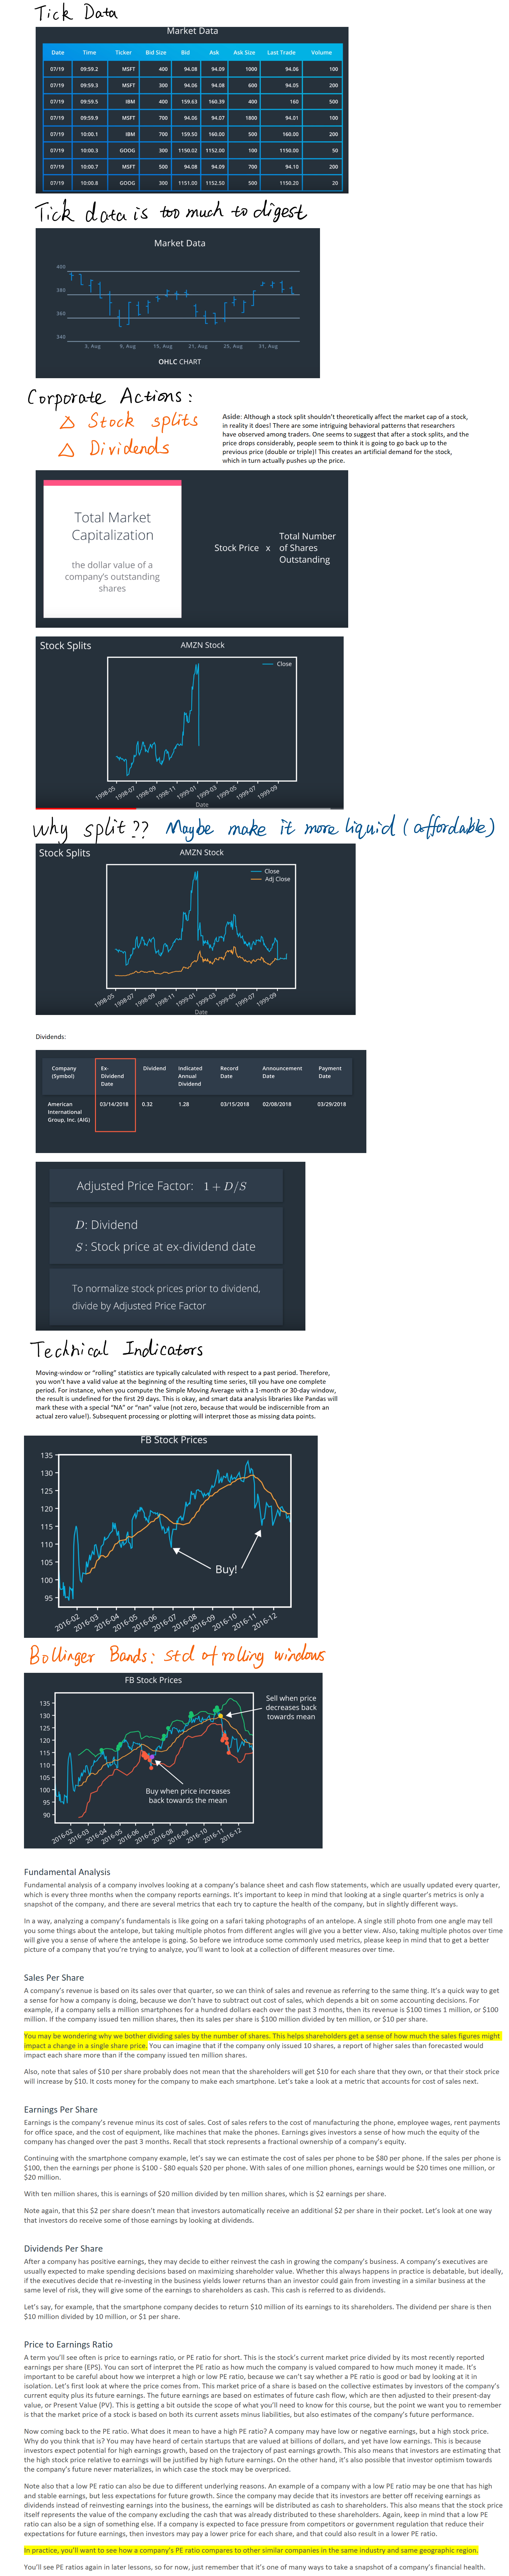 Tick Data
Market Data
Date Time Ticker Bid Size Bid Ask Ask Size Last Trade Volume
07/19 09:59.2 MSFT 400 94.08 94.09 1000 94.06 100
07/19 09:59.3 MSFT 300 94.06 94.08 600 94.05 200
07/19 09:59.5 IBM 400 159.63 160.39 400 160 500
07/19 09:59.9 MSFT 700 94.06 94.07 1800 94.01 100
07/19 10:00.1 IBM 700 159.50 160.00 500 160.00 200
07/19 10:00.3 GOOG 300 1150.02 1152.00 100 1150.00 50
07/19 10:00.7 MSFT 500 94.08 94.09 700 94.10 200
07/19 10:00.8 GOOG 300 1151.00 1152.50 500 1150.20 20
Tick data is too much to digest
Market Data
400
380
360
340
3, Aug 9, Aug 15, Aug 21, Aug 25, Aug 31, Aug
OHLC CHART
Corporate Actions:
△ Stock splits
△ Dividends
Aside: Although a stock split shouldn't theoretically affect the market cap of a stock,
in reality it does! There are some intriguing behavioral patterns that researchers
have observed among traders. One seems to suggest that after a stock splits, and the
price drops considerably, people seem to think it is going to go back up to the
previous price (double or triple)! This creates an artificial demand for the stock,
which in turn actually pushes up the price.
Total Market
Capitalization
the dollar value of a
company's outstanding
shares
Stock Price x Total Number
of Shares
Outstanding
Stock Splits
AMZN Stock
Close
1998-05 1998-07 1998-09 1998-11 1999-01 1999-03 1999-05 1999-07 1999-09
Date
Why split?? Maybe make it more liquid (affordable)
Stock Splits
AMZN Stock
Close
Adj Close
1998-05 1998-07 1998-09 1998-11 1999-01 1999-03 1999-05 1999-07 1999-09
Date
Dividends:
Company
(Symbol)
Ex-
Dividend
Date
Dividend
Indicated
Annual
Dividend
Record
Date
Announcement
Date
Payment
Date
American
International
Group, Inc. (AIG)
03/14/2018 0.32 1.28 03/15/2018 02/08/2018 03/29/2018
Adjusted Price Factor: 1 + D/S
D: Dividend
S: Stock price at ex-dividend date
To normalize stock prices prior to dividend,
divide by Adjusted Price Factor
Technical Indicators
Moving-window or "rolling" statistics are typically calculated with respect to a past period. Therefore,
you won't have a valid value at the beginning of the resulting time series, till you have one complete
period. For instance, when you compute the Simple Moving Average with a 1-month or 30-day window,
the result is undefined for the first 29 days. This is okay, and smart data analysis libraries like Pandas will
mark these with a special "NA" or "nan" value (not zero, because that would be indiscernible from an
actual zero value!). Subsequent processing or plotting will interpret those as missing data points.
FB Stock Prices
135
130
125
120
115
110
105
100
95
Buy!
2016-02 2016-03 2016-04 2016-05 2016-06 2016-07 2016-08 2016-09 2016-10 2016-11 2016-12
Bollinger Bands: std of rolling windows
FB Stock Prices
Sell when price
decreases back
towards mean
135
130
125
120
115
110
105
100
95
90
Buy when price increases
back towards the mean
2016-02 2016-03 2016-04 2016-05 2016-06 2016-07 2016-08 2016-09 2016-10 2016-11 2016-12
Fundamental Analysis
Fundamental analysis of a company involves looking at a company's balance sheet and cash flow statements, which are usually updated every quarter,
which is every three months when the company reports earnings. It's important to keep in mind that looking at a single quarter's metrics is only a
snapshot of the company, and there are several metrics that each try to capture the health of the company, but in slightly different ways.
In a way, analyzing a company's fundamentals is like going on a safari taking photographs of an antelope. A single still photo from one angle may tell
you some things about the antelope, but taking multiple photos from different angles will give you a better view. Also, taking multiple photos over time
will give you a sense of where the antelope is going. So before we introduce some commonly used metrics, please keep in mind that to get a better
picture of a company that you're trying to analyze, you'll want to look at a collection of different measures over time.
Sales Per Share
A company's revenue is based on its sales over that quarter, so we can think of sales and revenue as referring to the same thing. It's a quick way to get
a sense for how a company is doing, because we don't have to subtract out cost of sales, which depends a bit on some accounting decisions. For
example, if a company sells a million smartphones for a hundred dollars each over the past 3 months, then its revenue is $100 times 1 million, or $100
million. If the company issued ten million shares, then its sales per share is $100 million divided by ten million, or $10 per share.
You may be wondering why we bother dividing sales by the number of shares. This helps shareholders get a sense of how much the sales figures might
impact a change in a single share price. You can imagine that if the company only issued 10 shares, a report of higher sales than forecasted would
impact each share more than if the company issued ten million shares.
Also, note that sales of $10 per share probably does not mean that the shareholders will get $10 for each share that they own, or that their stock price
will increase by $10. It costs money for the company to make each smartphone. Let's take a look at a metric that accounts for cost of sales next.
Earnings Per Share
Earnings is the company's revenue minus its cost of sales. Cost of sales refers to the cost of manufacturing the phone, employee wages, rent payments
for office space, and the cost of equipment, like machines that make the phones. Earnings gives investors a sense of how much the equity of the
company has changed over the past 3 months. Recall that stock represents a fractional ownership of a company's equity.
Continuing with the smartphone company example, let's say we can estimate the cost of sales per phone to be $80 per phone. If the sales per phone is
$100, then the earnings per phone is $100 - $80 equals $20 per phone. With sales of one million phones, earnings would be $20 times one million, or
$20 million.
With ten million shares, this is earnings of $20 million divided by ten million shares, which is $2 earnings per share.
Note again, that this $2 per share doesn't mean that investors automatically receive an additional $2 per share in their pocket. Let's look at one way
that investors do receive some of those earnings by looking at dividends.
Dividends Per Share
After a company has positive earnings, they may decide to either reinvest the cash in growing the company's business. A company's executives are
usually expected to make spending decisions based on maximizing shareholder value. Whether this always happens in practice is debatable, but ideally,
if the executives decide that re-investing in the business yields lower returns than an investor could gain from investing in a similar business at the
same level of risk, they will give some of the earnings to shareholders as cash. This cash is referred to as dividends.
Let's say, for example, that the smartphone company decides to return $10 million of its earnings to its shareholders. The dividend per share is then
$10 million divided by 10 million, or $1 per share.
Price to Earnings Ratio
A term you'll see often is price to earnings ratio, or PE ratio for short. This is the stock's current market price divided by its most recently reported
earnings per share (EPS). You can sort of interpret the PE ratio as how much the company is valued compared to how much money it made. It's
important to be careful about how we interpret a high or low PE ratio, because we can't say whether a PE ratio is good or bad by looking at it in
isolation. Let's first look at where the price comes from. This market price of a share is based on the collective estimates by investors of the company's
current equity plus its future earnings. The future earnings are based on estimates of future cash flow, which are then adjusted to their present-day
value, or Present Value (PV). This is getting a bit outside the scope of what you'll need to know for this course, but the point we want you to remember
is that the market price of a stock is based on both its current assets minus liabilities, but also estimates of the company's future performance.
Now coming back to the PE ratio. What does it mean to have a high PE ratio? A company may have low or negative earnings, but a high stock price.
Why do you think that is? You may have heard of certain startups that are valued at billions of dollars, and yet have low earnings. This is because
investors expect potential for high earnings growth, based on the trajectory of past earnings growth. This also means that investors are estimating that
the high stock price relative to earnings will be justified by high future earnings. On the other hand, it's also possible that investor optimism towards
the company's future never materializes, in which case the stock may be overpriced.
Note also that a low PE ratio can also be due to different underlying reasons. An example of a company with a low PE ratio may be one that has high
and stable earnings, but less expectations for future growth. Since the company may decide that its investors are better off receiving earnings as
dividends instead of reinvesting earnings into the business, the earnings will be distributed as cash to shareholders. This also means that the stock price
itself represents the value of the company excluding the cash that was already distributed to these shareholders. Again, keep in mind that a low PE
ratio can also be a sign of something else. If a company is expected to face pressure from competitors or government regulation that reduce their
expectations for future earnings, then investors may pay a lower price for each share, and that could also result in a lower PE ratio.
In practice, you'll want to see how a company's PE ratio compares to other similar companies in the same industry and same geographic region.
You'll see PE ratios again in later lessons, so for now, just remember that it's one of many ways to take a snapshot of a company's financial health.